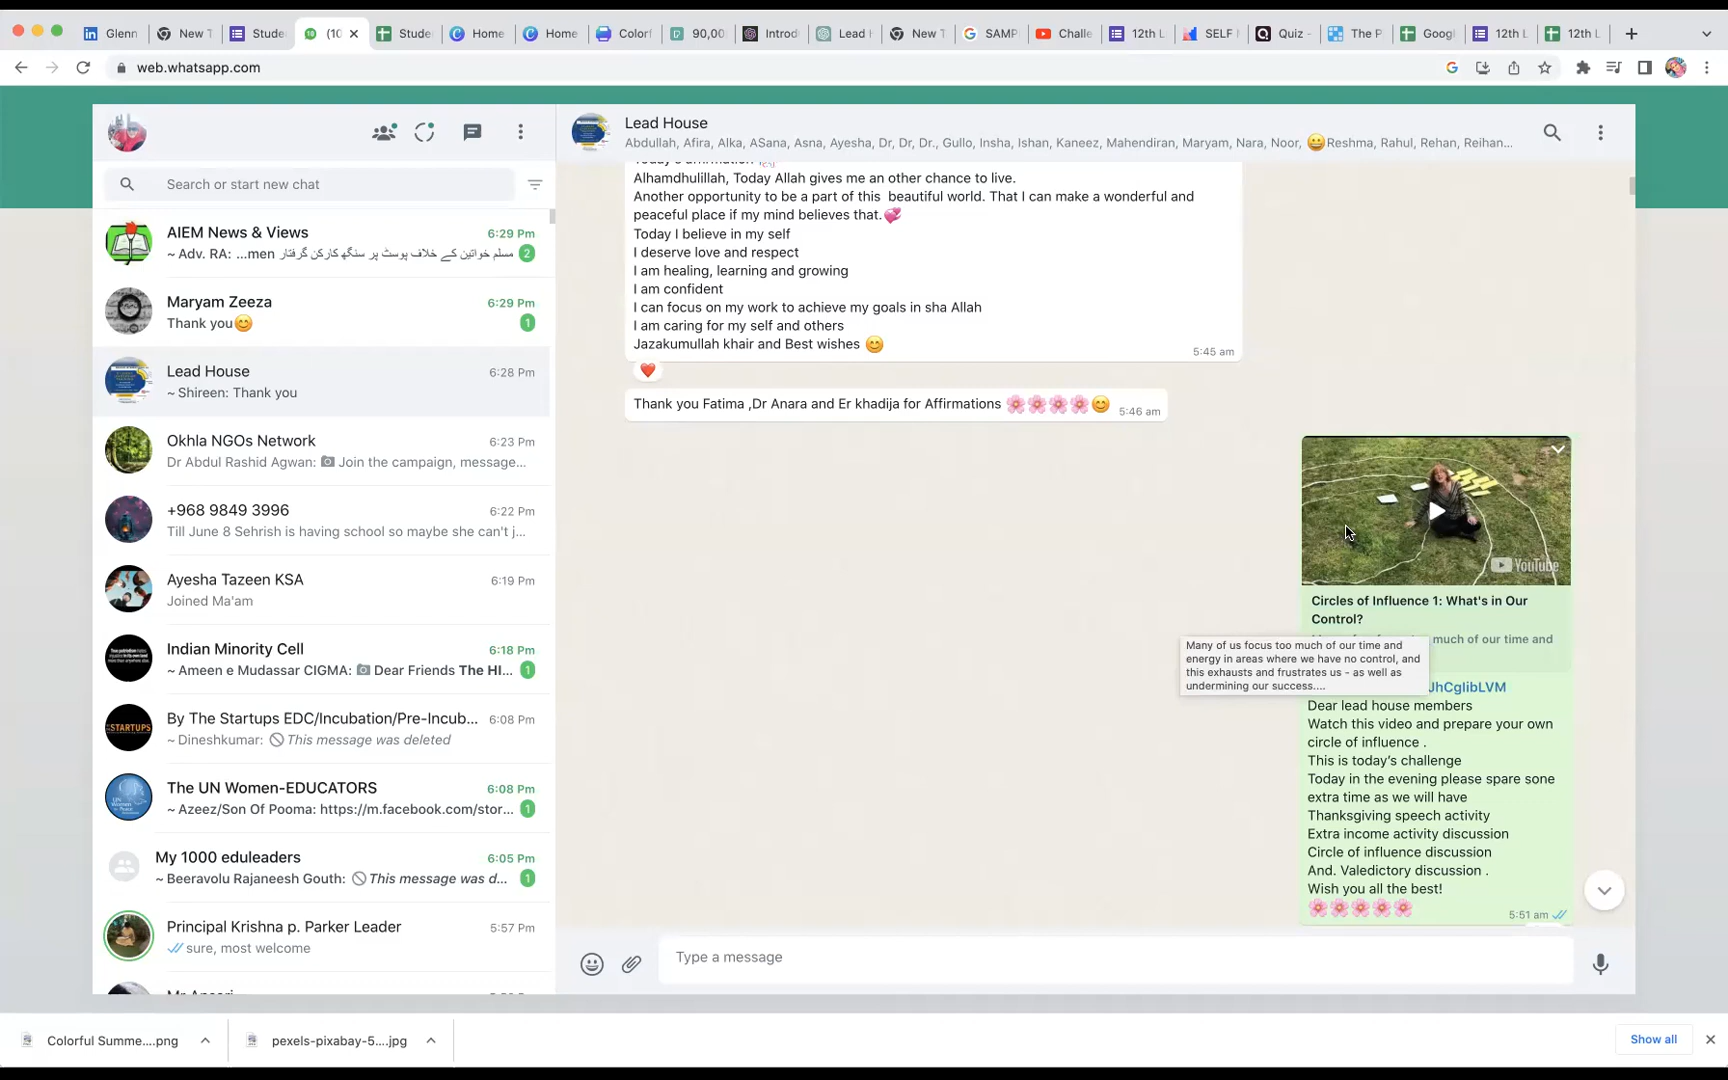 Glenn
New T
Stude
(10
Stude
Home
Home
Colorf
90,00
Introd
Lead H
New T
SAMP
Challe
12th L
SELF
Quiz -
The P
Googl
12th L
12th L
web.whatsapp.com
Search or start new chat
AIEM News & Views
6:29 Pm
~ Adv. RA: ...men مسلم خواتین کے خلاف پوسٹ پر سنگھ کارکن گرفتار
2
Maryam Zeeza
6:29 PM
Thank you😊
1
Lead House
6:28 Pm
~ Shireen: Thank you
Okhla NGOs Network
6:23 Pm
Dr Abdul Rashid Agwan: 📷 Join the campaign, message...
+968 9849 3996
6:22 Pm
Till June 8 Sehrish is having school so maybe she can't j...
Ayesha Tazeen KSA
6:19 Pm
Joined Ma'am
Indian Minority Cell
6:18 Pm
~ Ameen e Mudassar CIGMA: 📷 Dear Friends The HI...
1
By The Startups EDC/Incubation/Pre-Incub...
6:08 Pm
~ Dineshkumar: 🚫 This message was deleted
The UN Women-EDUCATORS
6:08 Pm
~ Azeez/Son Of Pooma: https://m.facebook.com/stor...
1
My 1000 eduleaders
6:05 Pm
~ Beeravolu Rajaneesh Gouth: 🚫 This message was d...
1
Principal Krishna p. Parker Leader
5:57 Pm
sure, most welcome
Lead House
Abdullah, Afira, Alka, ASana, Asna, Ayesha, Dr, Dr, Dr., Gullo, Insha, Ishan, Kaneez, Mahendiran, Maryam, Nara, Noor, 😀Reshma, Rahul, Rehan, Reihan...
Today's affirmation
Alhamdhulillah, Today Allah gives me an other chance to live.
Another opportunity to be a part of this beautiful world. That I can make a wonderful and
peaceful place if my mind believes that.💞
Today I believe in my self
I deserve love and respect
I am healing, learning and growing
I am confident
I can focus on my work to achieve my goals in sha Allah
I am caring for my self and others
Jazakumullah khair and Best wishes 😊
5:45 am
❤️
Thank you Fatima ,Dr Anara and Er khadija for Affirmations 🌸🌸🌸🌸😊
5:46 am
YouTube
Circles of Influence 1: What's in Our
Control?
much of our time and
Many of us focus too much of our time and
energy in areas where we have no control, and
this exhausts and frustrates us - as well as
undermining our success....
JhCglibLVM
Dear lead house members
Watch this video and prepare your own
circle of influence .
This is today's challenge
Today in the evening please spare sone
extra time as we will have
Thanksgiving speech activity
Extra income activity discussion
Circle of influence discussion
And. Valedictory discussion .
Wish you all the best!
🌸🌸🌸🌸🌸
5:51 am
Type a message
Colorful Summe....png
pexels-pixabay-5....jpg
Show all